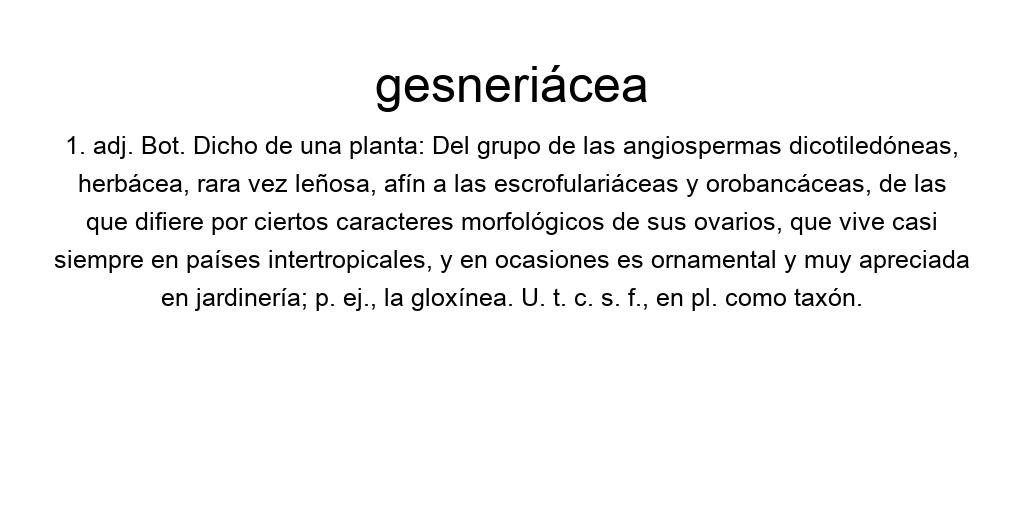 gesneriácea
1. adj. Bot. Dicho de una planta: Del grupo de las angiospermas dicotiledóneas,
herbácea, rara vez leñosa, afín a las escrofulariáceas y orobancáceas, de las
que difiere por ciertos caracteres morfológicos de sus ovarios, que vive casi
siempre en países intertropicales, y en ocasiones es ornamental y muy apreciada
en jardinería; p. ej., la gloxínea. U. t. c. s. f., en pl. como taxón.